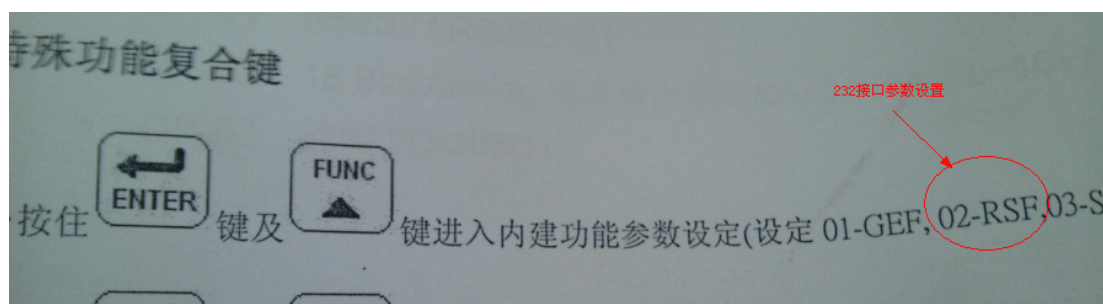 特殊功能复合键
232接口参数设置
FUNC
ENTER
按住 键及 键进入内建功能参数设定(设定 01-GEF, 02-RSF,03-S